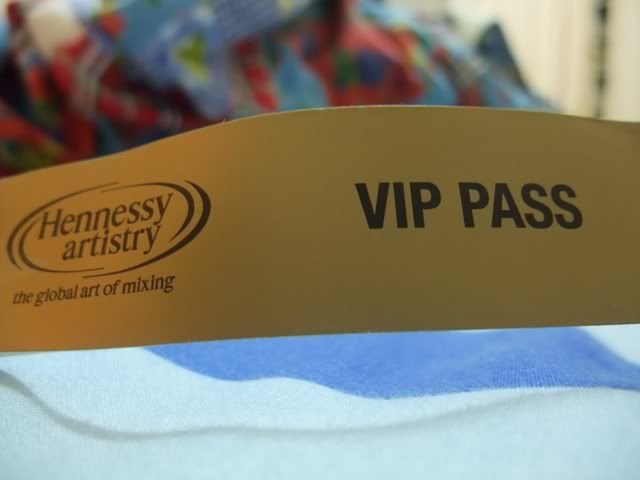 Hennessy
artistry
the global art of mixing
VIP PASS